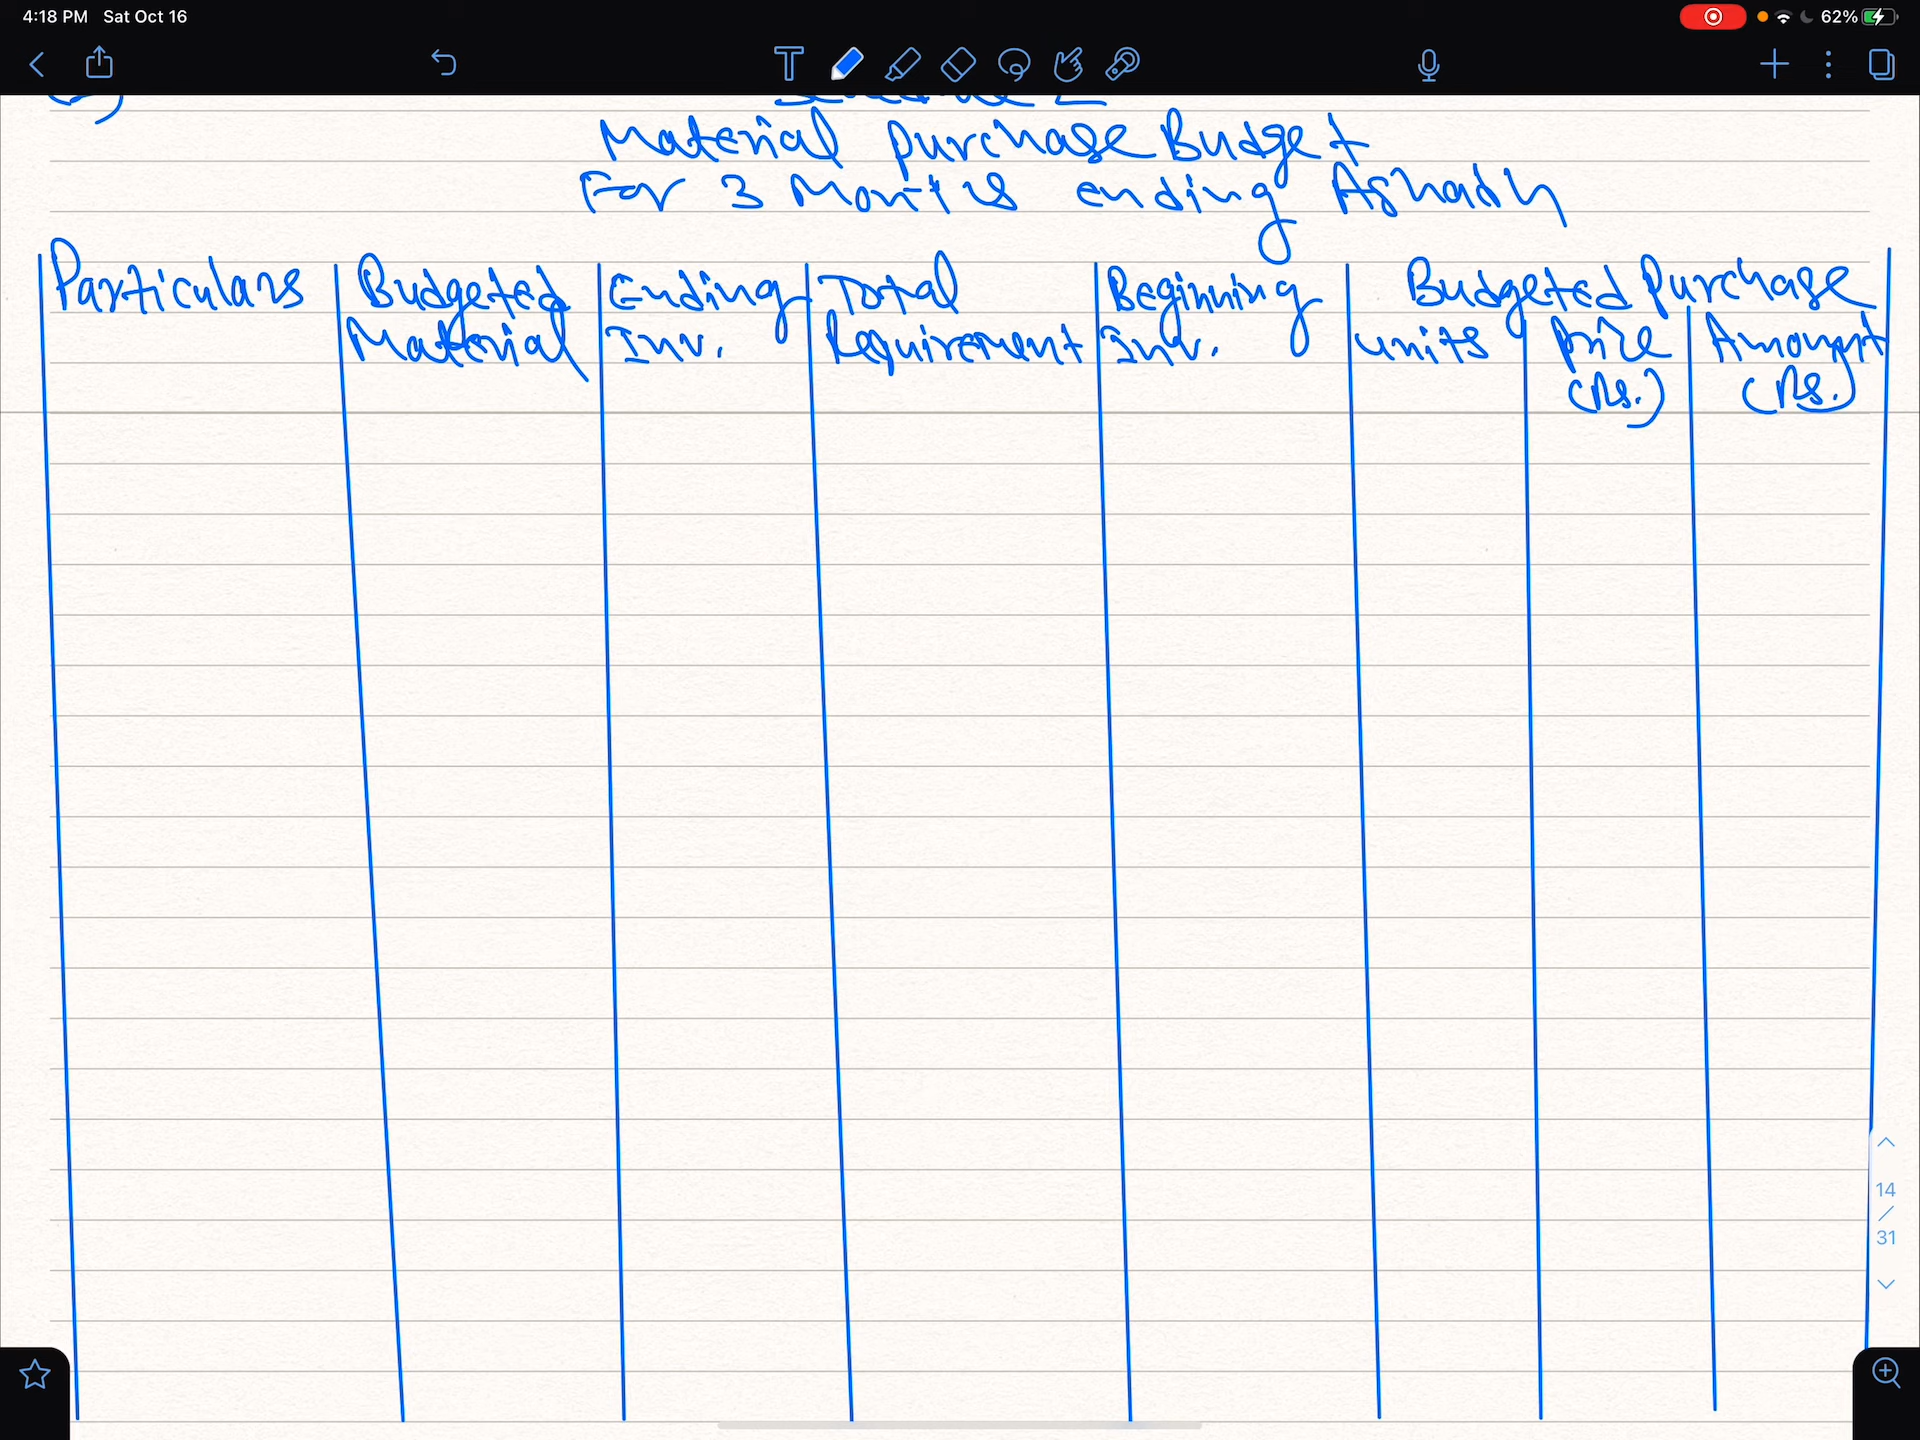 4:18 PM Sat Oct 16
62%
Material purchase Budget
For 3 Months ending Ashadh
Particulars
Budgeted
Material
Ending
Inv.
Total
Requirement
Beginning
Inv.
Budgeted Purchase
units
price
(Rs.)
Amount
(Rs.)
14
/
31